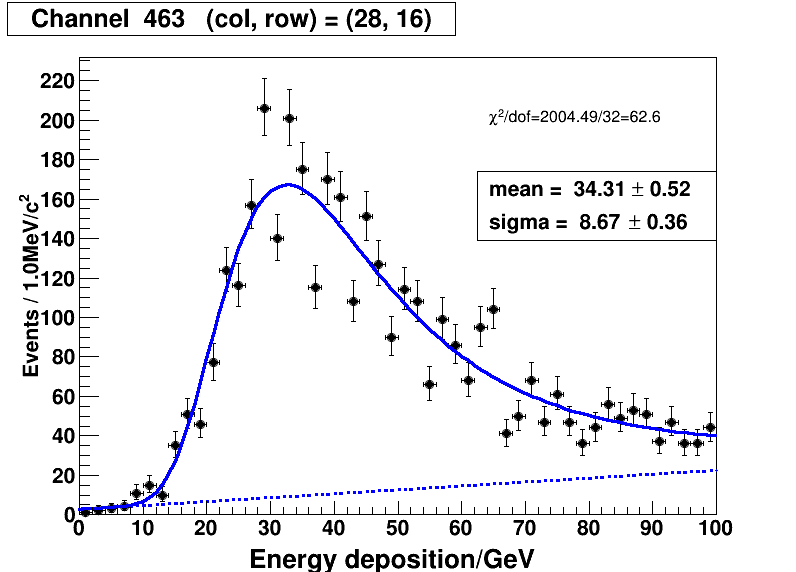 Channel 463 (col, row) = (28, 16)
χ²/dof=2004.49/32=62.6
mean = 34.31 ± 0.52
sigma = 8.67 ± 0.36
Events / 1.0MeV/c²
220
200
180
160
140
120
100
80
60
40
20
0
0 10 20 30 40 50 60 70 80 90 100
Energy deposition/GeV